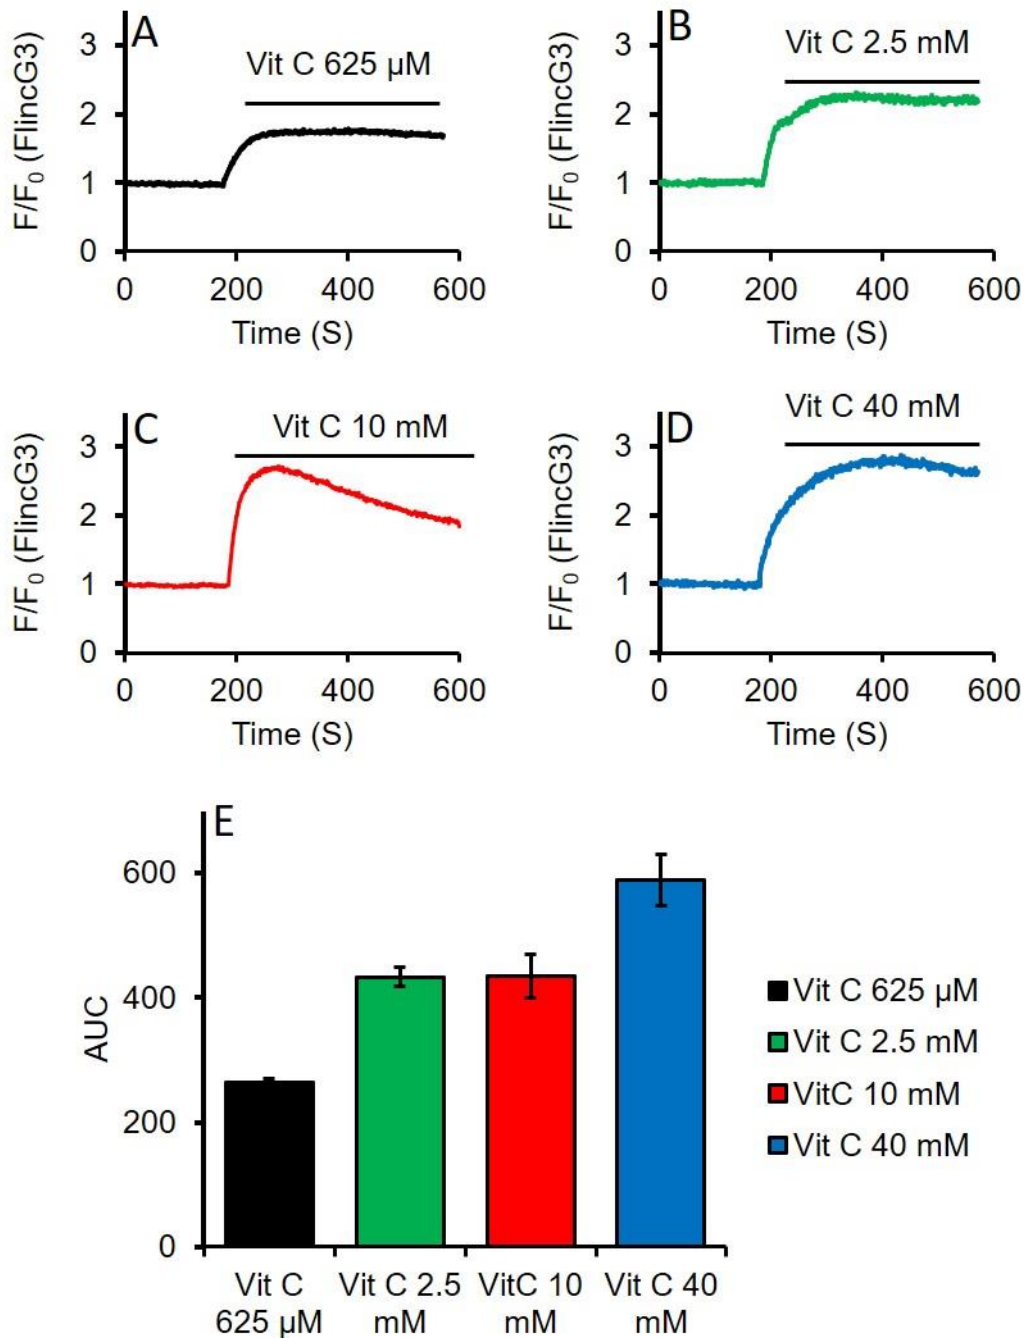 A
Vit C 625 µM
F/F0 (FlincG3)
3
2
1
0
0 200 400 600
Time (S)
B
Vit C 2.5 mM
F/F0 (FlincG3)
3
2
1
0
0 200 400 600
Time (S)
C
Vit C 10 mM
F/F0 (FlincG3)
3
2
1
0
0 200 400 600
Time (S)
D
Vit C 40 mM
F/F0 (FlincG3)
3
2
1
0
0 200 400 600
Time (S)
E
AUC
600
400
200
0
Vit C
625 µM
Vit C 2.5
mM
VitC 10
mM
Vit C 40
mM
Vit C 625 µM
Vit C 2.5 mM
VitC 10 mM
Vit C 40 mM